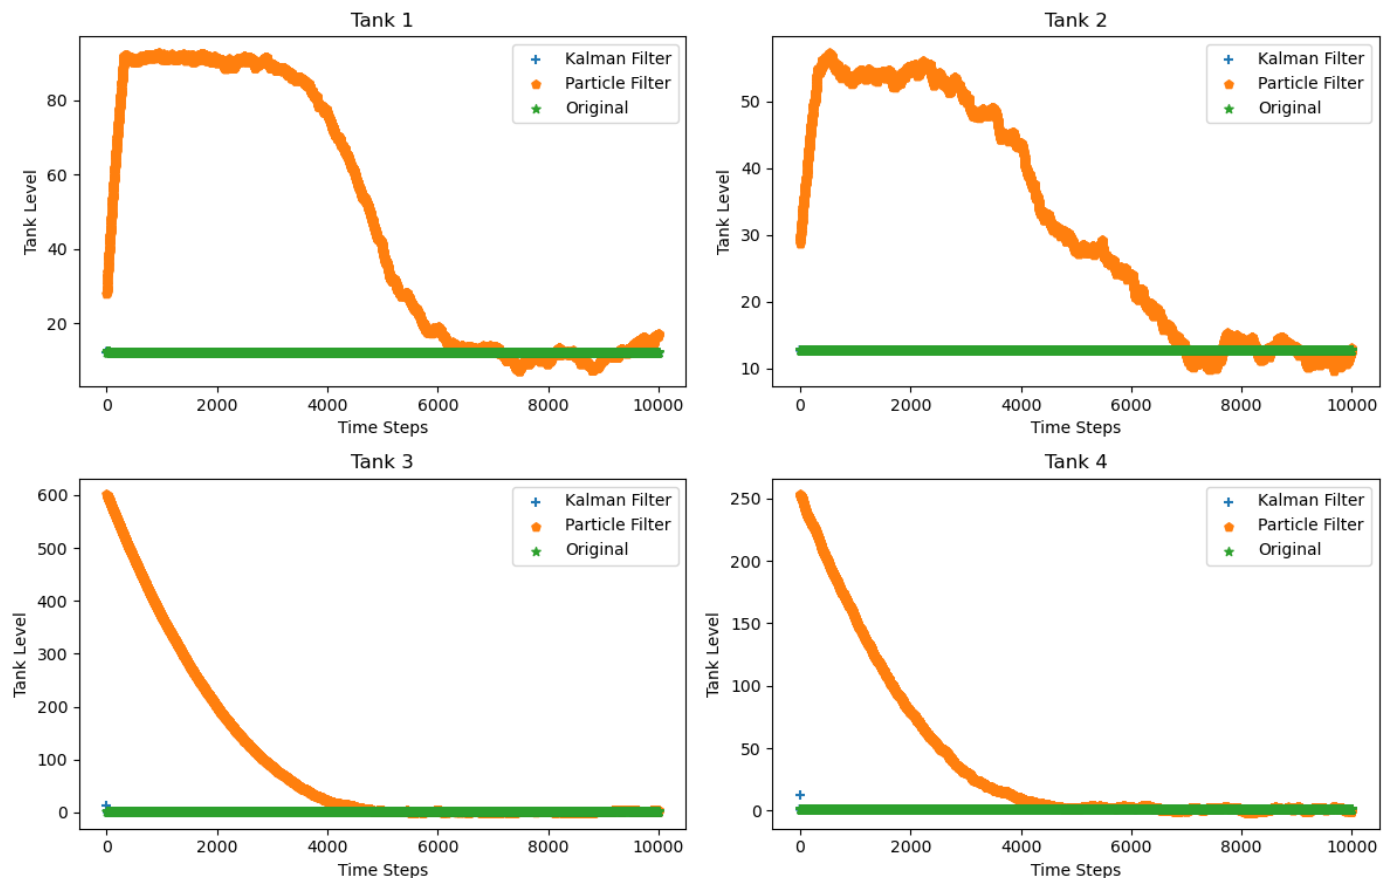 Tank 1
Tank Level
80
60
40
20
Kalman Filter
Particle Filter
Original
0 2000 4000 6000 8000 10000
Time Steps
Tank 2
Tank Level
50
40
30
20
10
Kalman Filter
Particle Filter
Original
0 2000 4000 6000 8000 10000
Time Steps
Tank 3
Tank Level
600
500
400
300
200
100
0
Kalman Filter
Particle Filter
Original
0 2000 4000 6000 8000 10000
Time Steps
Tank 4
Tank Level
250
200
150
100
50
0
Kalman Filter
Particle Filter
Original
0 2000 4000 6000 8000 10000
Time Steps